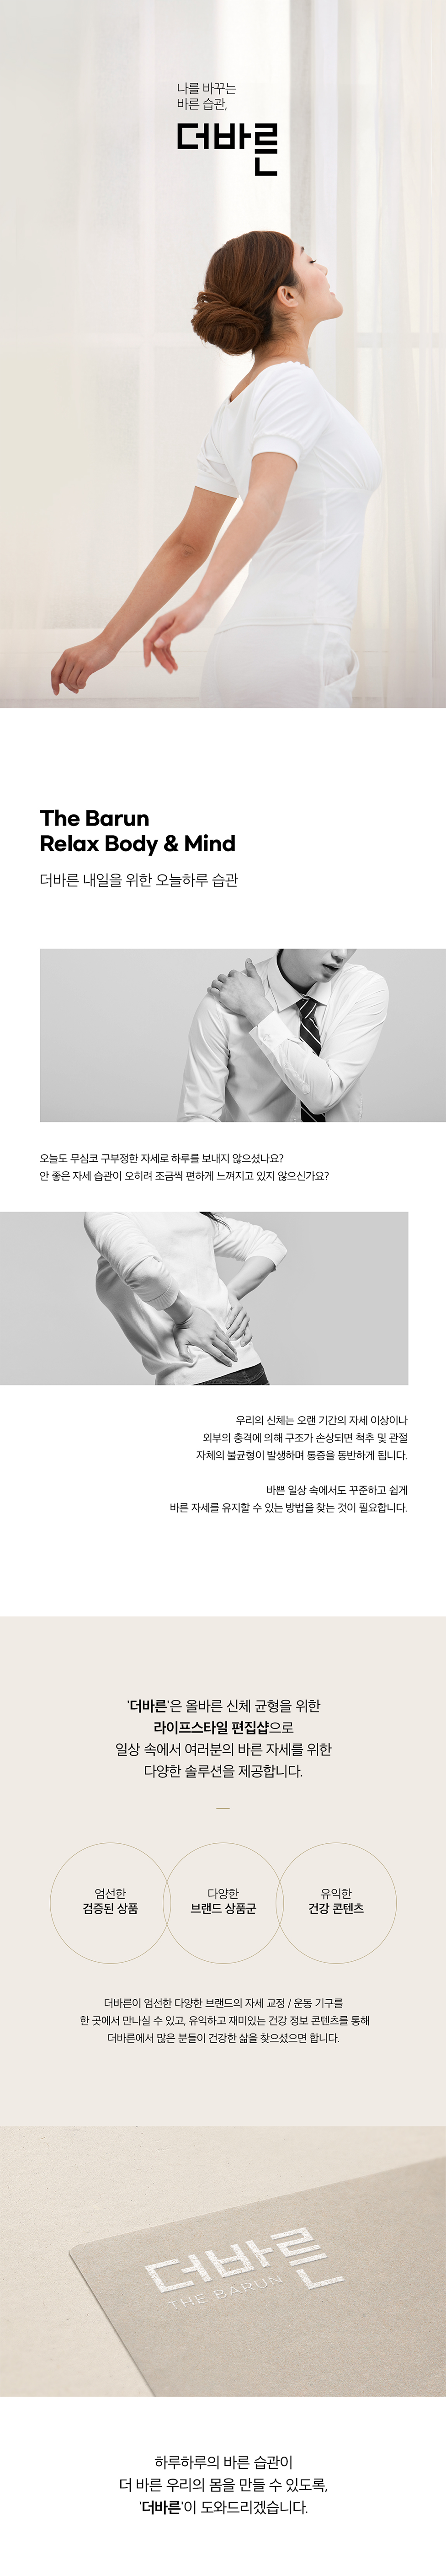 나를 바꾸는
바른 습관,
더바른
The Barun
Relax Body & Mind
더바른 내일을 위한 오늘하루 습관
오늘도 무심코 구부정한 자세로 하루를 보내지 않으셨나요?
안 좋은 자세 습관이 오히려 조금씩 편하게 느껴지고 있지 않으신가요?
우리의 신체는 오랜 기간의 자세 이상이나
외부의 충격에 의해 구조가 손상되면 척추 및 관절
자체의 불균형이 발생하며 통증을 동반하게 됩니다.
바쁜 일상 속에서도 꾸준하고 쉽게
바른 자세를 유지할 수 있는 방법을 찾는 것이 필요합니다.
'더바른'은 올바른 신체 균형을 위한
라이프스타일 편집샵으로
일상 속에서 여러분의 바른 자세를 위한
다양한 솔루션을 제공합니다.
엄선한
검증된 상품
다양한
브랜드 상품군
유익한
건강 콘텐츠
더바른이 엄선한 다양한 브랜드의 자세 교정 / 운동 기구를
한 곳에서 만나실 수 있고, 유익하고 재미있는 건강 정보 콘텐츠를 통해
더바른에서 많은 분들이 건강한 삶을 찾으셨으면 합니다.
더바른
THE BARUN
하루하루의 바른 습관이
더 바른 우리의 몸을 만들 수 있도록,
'더바른'이 도와드리겠습니다.